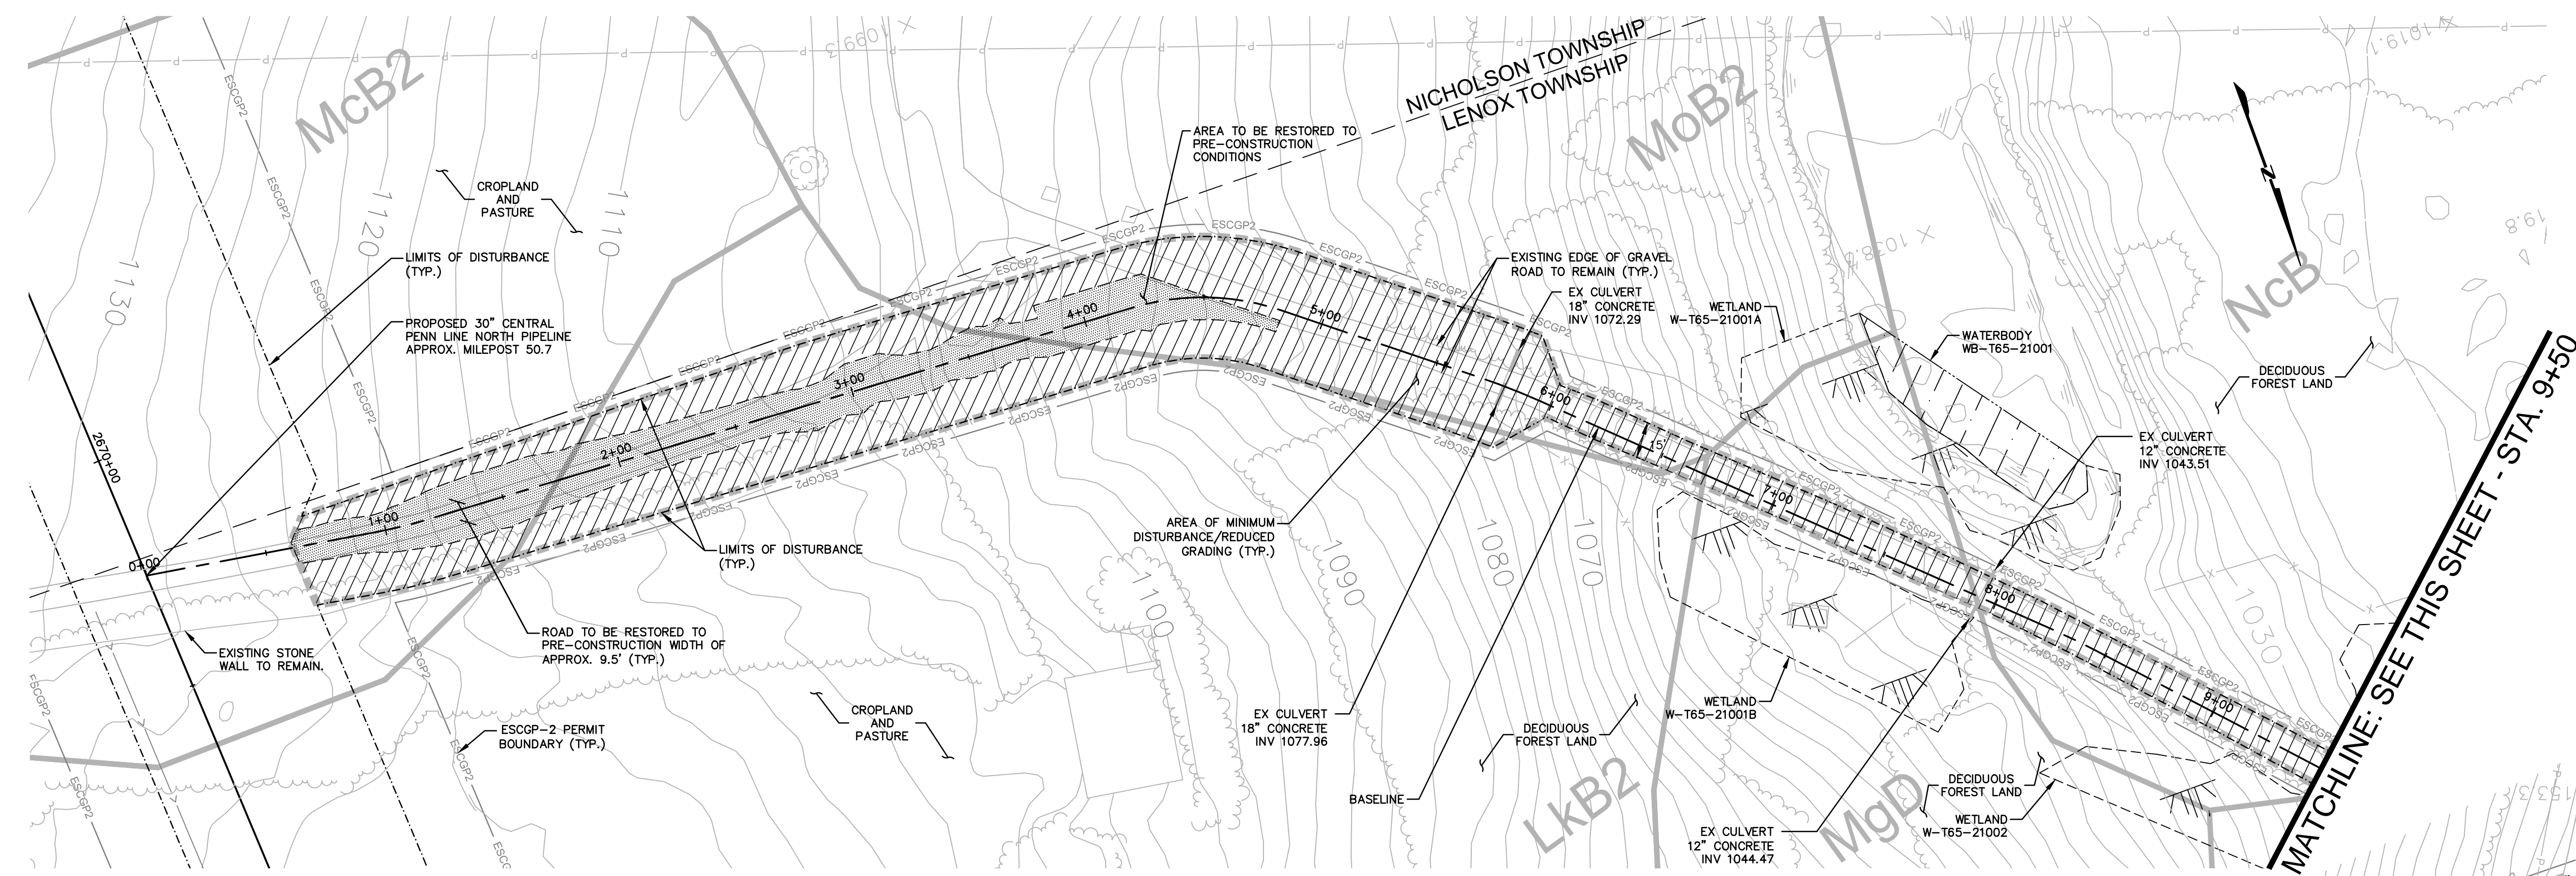 McB2
1099.3
NICHOLSON TOWNSHIP
LENOX TOWNSHIP
MoB2
1019.1
ESCGP2
AREA TO BE RESTORED TO
PRE-CONSTRUCTION
CONDITIONS
CROPLAND
AND
PASTURE
1120
1110
1130
LIMITS OF DISTURBANCE
(TYP.)
PROPOSED 30" CENTRAL
PENN LINE NORTH PIPELINE
APPROX. MILEPOST 50.7
EXISTING EDGE OF GRAVEL
ROAD TO REMAIN (TYP.)
EX CULVERT
18" CONCRETE
INV 1072.29
WETLAND
W-T65-21001A
1038.8
N
19.8
NcB
WATERBODY
WB-T65-21001
DECIDUOUS
FOREST LAND
EX CULVERT
12" CONCRETE
INV 1043.51
MATCHLINE: SEE THIS SHEET - STA. 9+50
2670+00
0+00
1+00
2+00
3+00
4+00
5+00
6+00
15'
7+00
8+00
9+00
LIMITS OF DISTURBANCE
(TYP.)
AREA OF MINIMUM
DISTURBANCE/REDUCED
GRADING (TYP.)
1100
1090
1080
1070
1030
ROAD TO BE RESTORED TO
PRE-CONSTRUCTION WIDTH OF
APPROX. 9.5' (TYP.)
EXISTING STONE
WALL TO REMAIN.
ESCGP-2 PERMIT
BOUNDARY (TYP.)
CROPLAND
AND
PASTURE
EX CULVERT
18" CONCRETE
INV 1077.96
BASELINE
DECIDUOUS
FOREST LAND
WETLAND
W-T65-21001B
LkB2
MgD
EX CULVERT
12" CONCRETE
INV 1044.47
DECIDUOUS
FOREST LAND
WETLAND
W-T65-21002